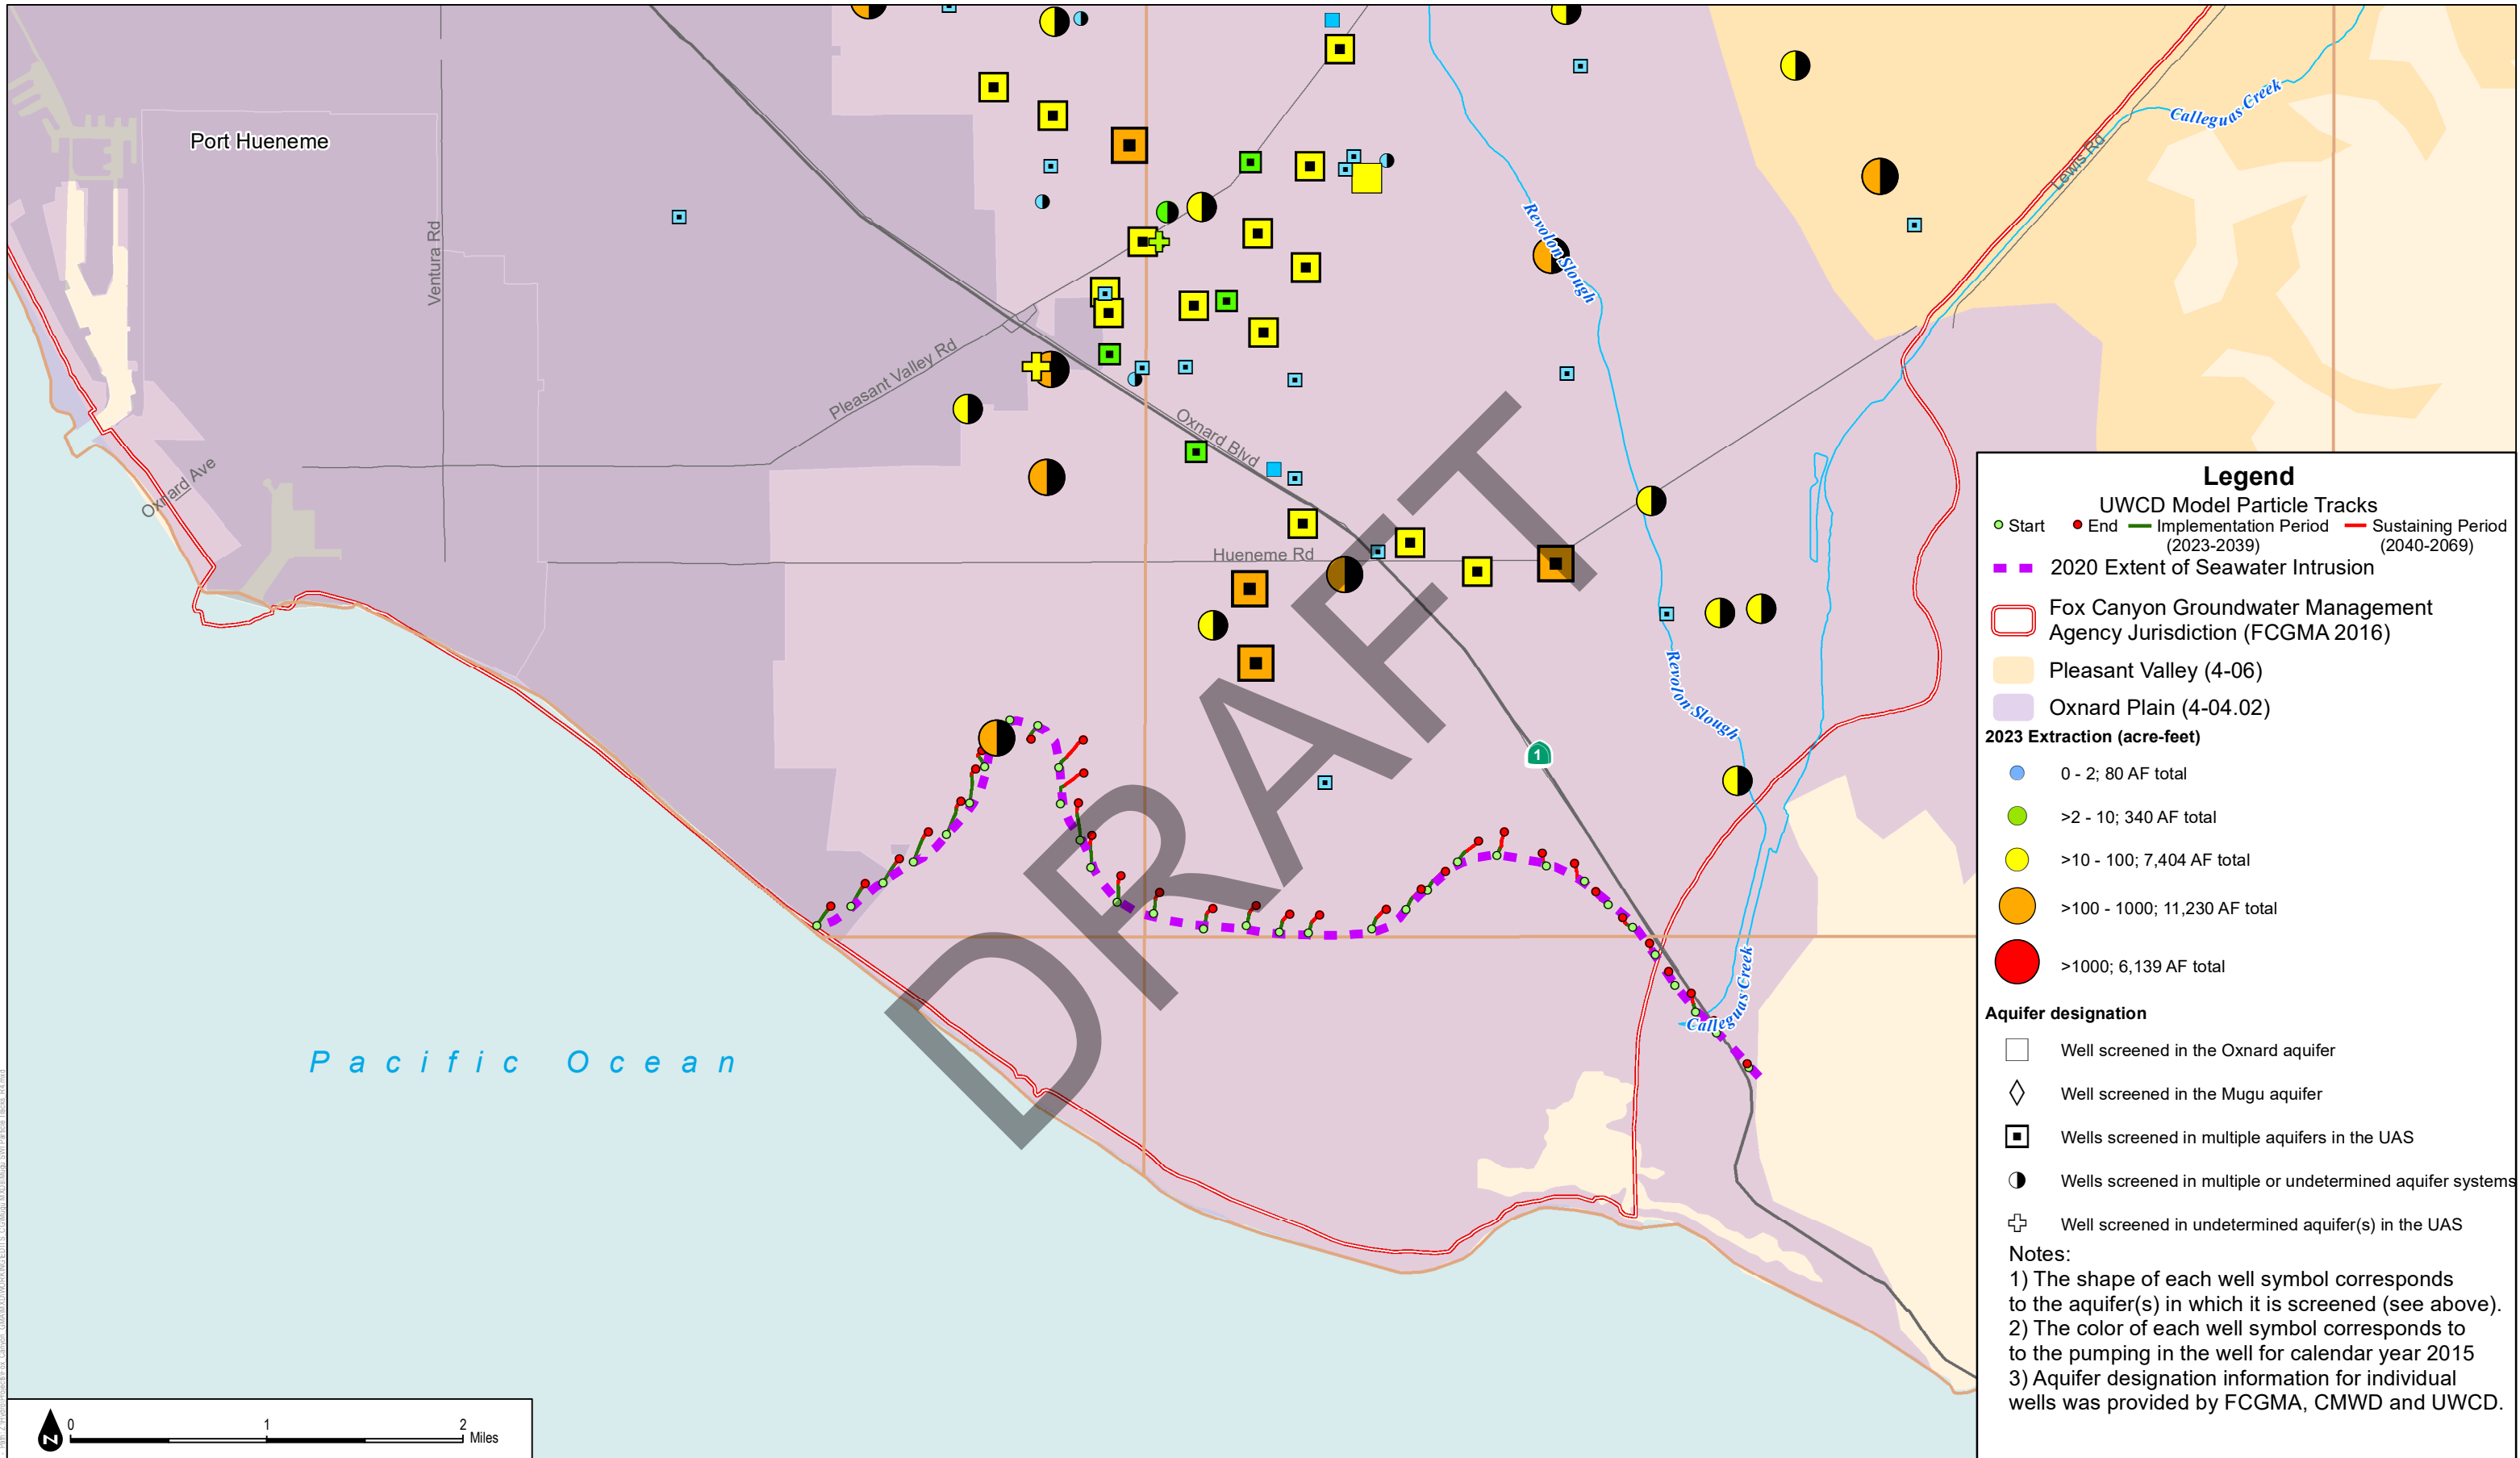 Port Hueneme
Ventura Rd
Oxnard Ave
Pleasant Valley Rd
Oxnard Blvd
Hueneme Rd
Revolon Slough
Revolon Slough
Calleguas Creek
Lewis Rd
Calleguas Creek
1
Pacific Ocean
DRAFT
N
0 1 2
Miles
Legend
UWCD Model Particle Tracks
Start End Implementation Period Sustaining Period
(2023-2039) (2040-2069)
2020 Extent of Seawater Intrusion
Fox Canyon Groundwater Management
Agency Jurisdiction (FCGMA 2016)
Pleasant Valley (4-06)
Oxnard Plain (4-04.02)
2023 Extraction (acre-feet)
0 - 2; 80 AF total
>2 - 10; 340 AF total
>10 - 100; 7,404 AF total
>100 - 1000; 11,230 AF total
>1000; 6,139 AF total
Aquifer designation
Well screened in the Oxnard aquifer
Well screened in the Mugu aquifer
Wells screened in multiple aquifers in the UAS
Wells screened in multiple or undetermined aquifer systems
Well screened in undetermined aquifer(s) in the UAS
Notes:
1) The shape of each well symbol corresponds
to the aquifer(s) in which it is screened (see above).
2) The color of each well symbol corresponds to
to the pumping in the well for calendar year 2015
3) Aquifer designation information for individual
wells was provided by FCGMA, CMWD and UWCD.